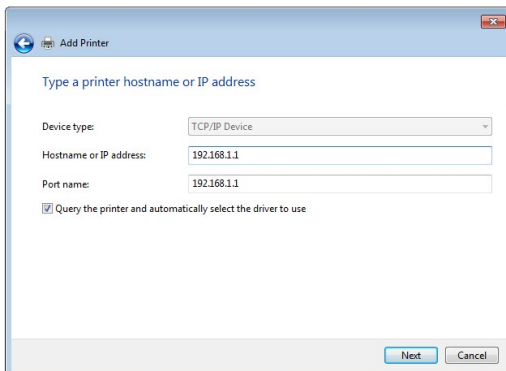 Add Printer
Type a printer hostname or IP address
Device type: TCP/IP Device
Hostname or IP address: 192.168.1.1
Port name: 192.168.1.1
Query the printer and automatically select the driver to use
Next Cancel